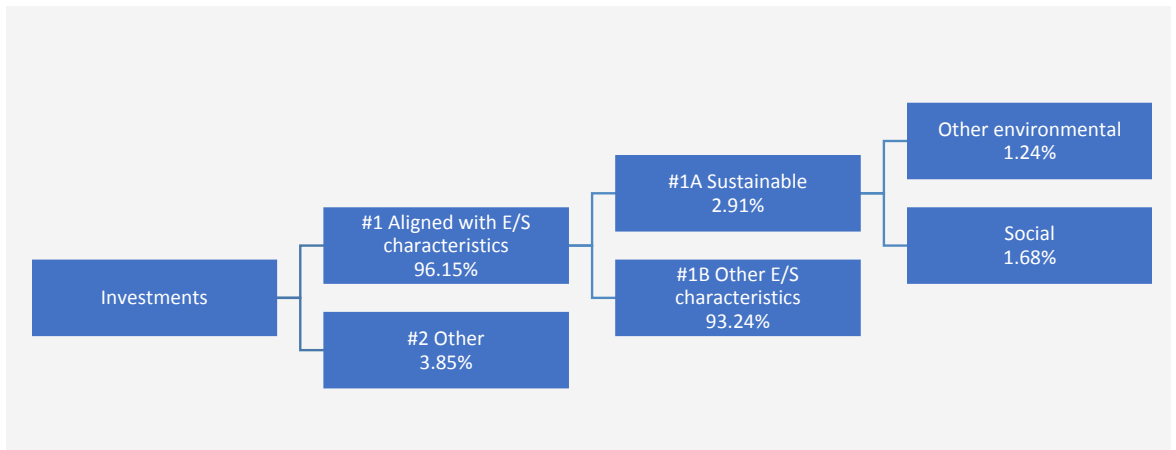 Investments
#1 Aligned with E/S
characteristics
96.15%
#2 Other
3.85%
#1A Sustainable
2.91%
#1B Other E/S
characteristics
93.24%
Other environmental
1.24%
Social
1.68%